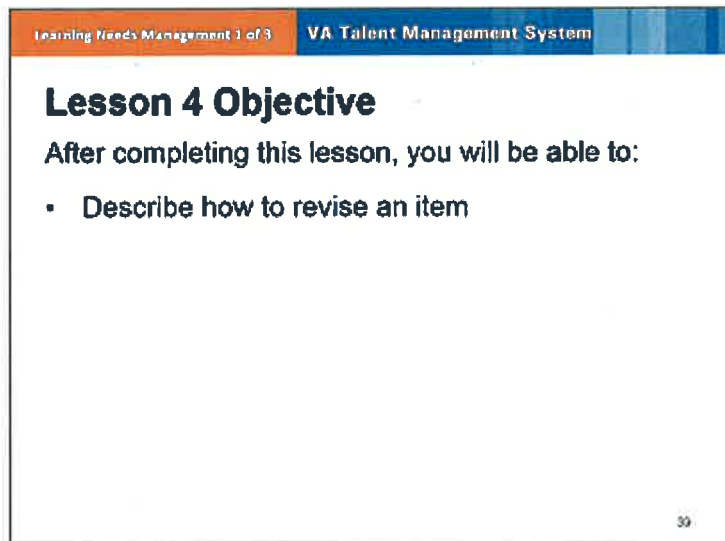 Learning Needs Management 1 of 3
VA Talent Management System
Lesson 4 Objective
After completing this lesson, you will be able to:
• Describe how to revise an item
39